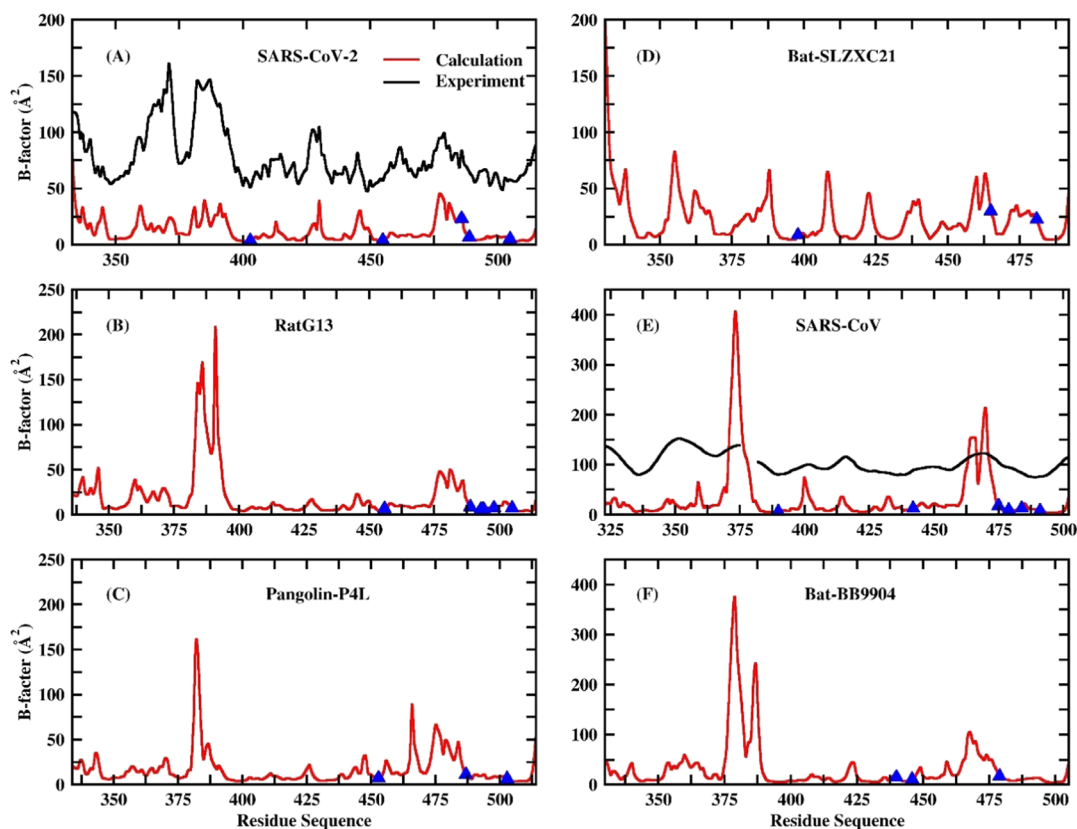 (A) SARS-CoV-2
Calculation
Experiment
B-factor (Å²)
200
150
100
50
0
350 400 450 500
(D) Bat-SLZXC21
200
150
100
50
0
350 375 400 425 450 475
(B) RatG13
B-factor (Å²)
250
200
150
100
50
0
350 375 400 425 450 475 500
(E) SARS-CoV
400
300
200
100
0
325 350 375 400 425 450 475 500
(C) Pangolin-P4L
B-facter (Å²)
250
200
150
100
50
0
350 375 400 425 450 475 500
Residue Sequence
(F) Bat-BB9904
400
300
200
100
0
350 375 400 425 450 475 500
Residue Sequence